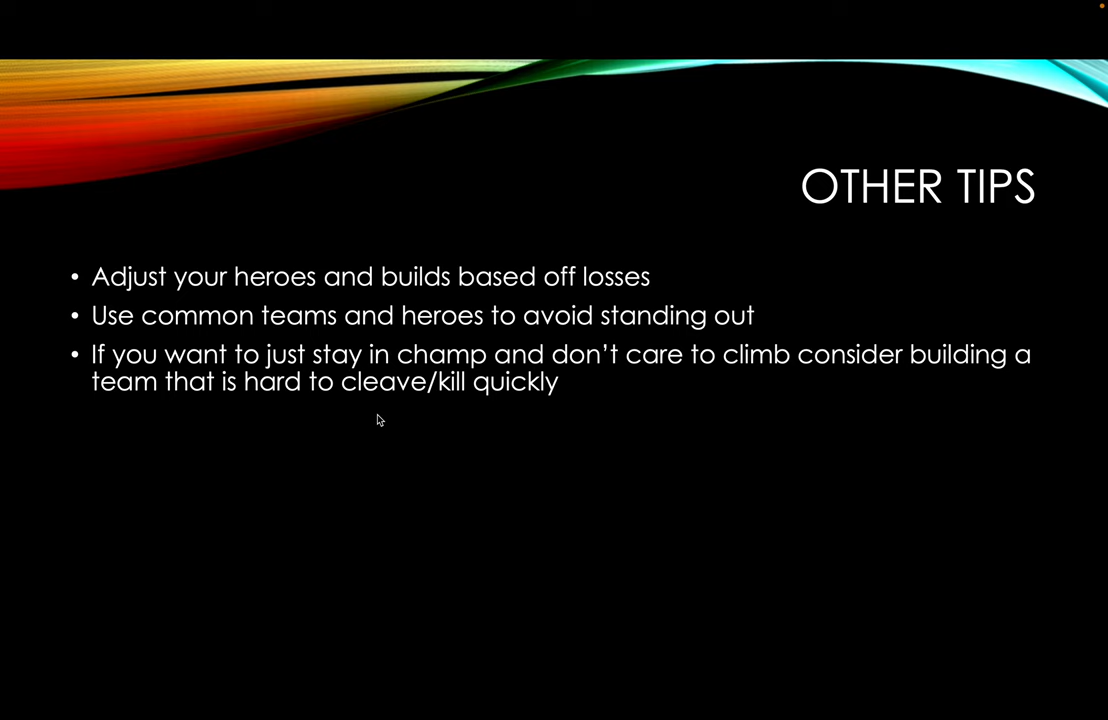 OTHER TIPS
• Adjust your heroes and builds based off losses
• Use common teams and heroes to avoid standing out
• If you want to just stay in champ and don’t care to climb consider building a
team that is hard to cleave/kill quickly